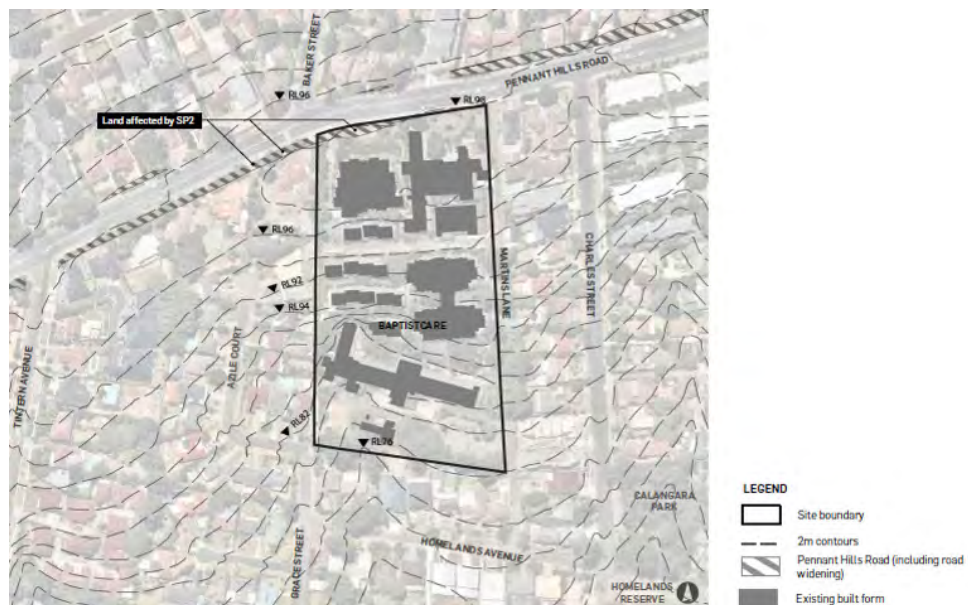 BAKER STREET
PENNANT HILLS ROAD
RL96
RL98
Land affected by SP2
RL96
RL92
RL94
MARTINS LANE
CHARLES STREET
BAPTISTCARE
AZILE COURT
TINTERN AVENUE
RL82
RL76
CALANGARA
PARK
GRACE STREET
HOMELANDS AVENUE
HOMELANDS
RESERVE
LEGEND
Site boundary
2m contours
Pennant Hills Road (including road
widening)
Existing built form